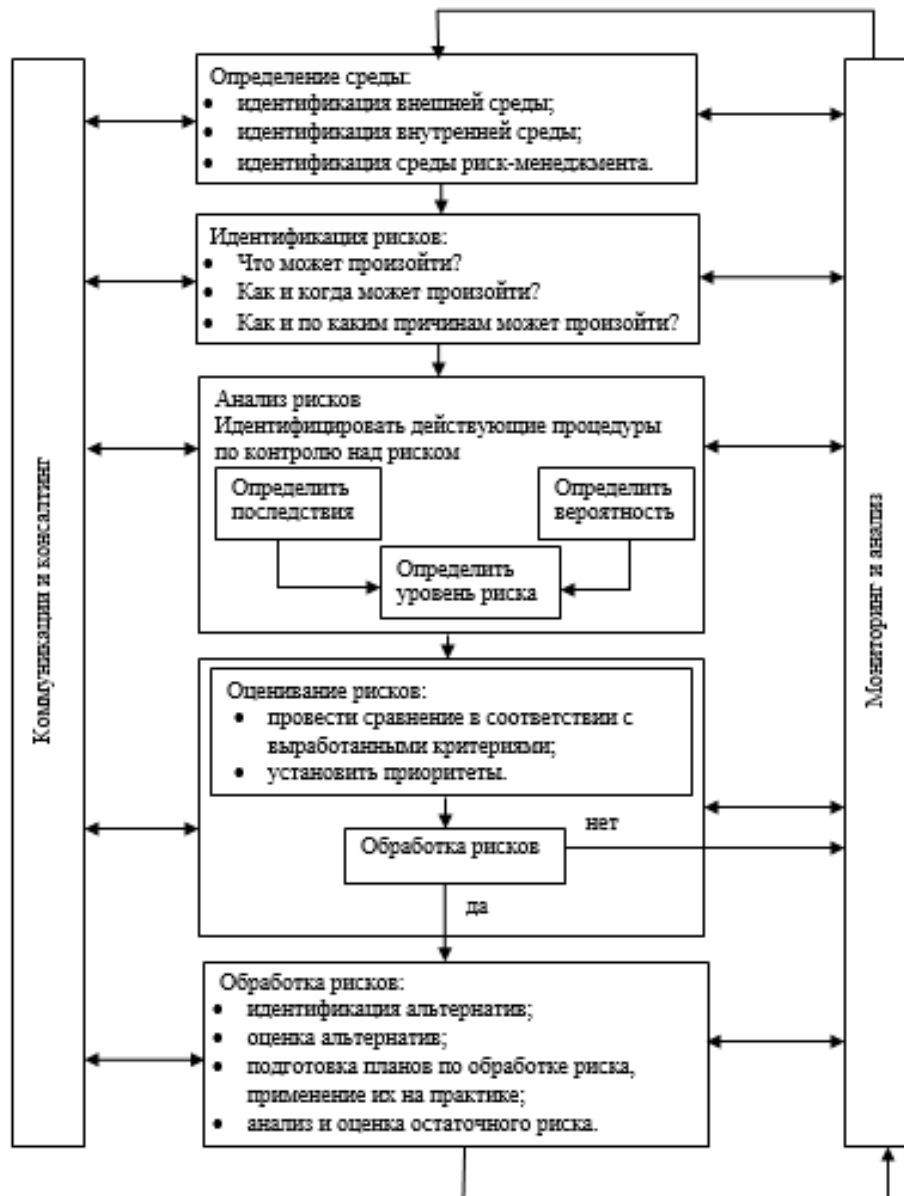 Коммуникации и консалтинг
Определение среды:
• идентификация внешней среды;
• идентификация внутренней среды;
• идентификация среды риск-менеджмента.
Идентификация рисков:
• Что может произойти?
• Как и когда может произойти?
• Как и по каким причинам может произойти?
Анализ рисков
Идентифицировать действующие процедуры
по контролю над риском
Определить
последствия
Определить
вероятность
Определить
уровень риска
Оценивание рисков:
• провести сравнение в соответствии с
выработанными критериями;
• установить приоритеты.
Обработка рисков
нет
да
Обработка рисков:
• идентификация альтернатив;
• оценка альтернатив;
• подготовка планов по обработке риска,
применение их на практике;
• анализ и оценка остаточного риска.
Мониторинг и анализ